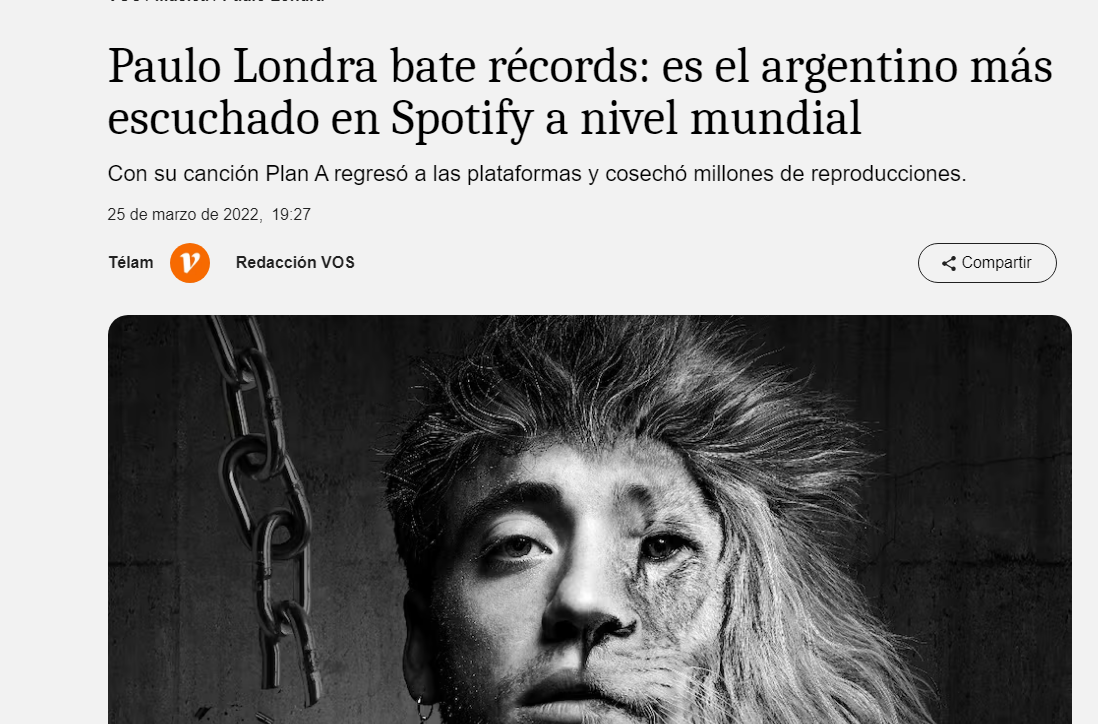 Paulo Londra bate récords: es el argentino más
escuchado en Spotify a nivel mundial
Con su canción Plan A regresó a las plataformas y cosechó millones de reproducciones.
25 de marzo de 2022, 19:27
Télam
Redacción VOS
Compartir